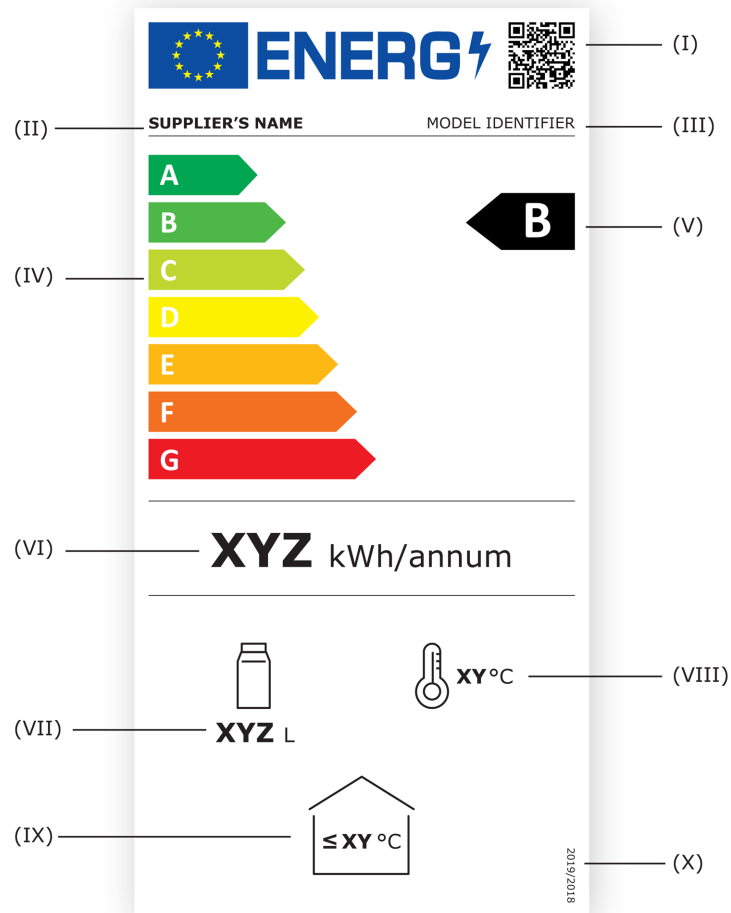 ENERG
(I)
(II)
SUPPLIER'S NAME
MODEL IDENTIFIER
(III)
A
B
B
(V)
(IV)
C
D
E
F
G
(VI)
XYZ kWh/annum
XY°C
(VIII)
(VII)
XYZ L
(IX)
≤ XY °C
2019/2018
(X)